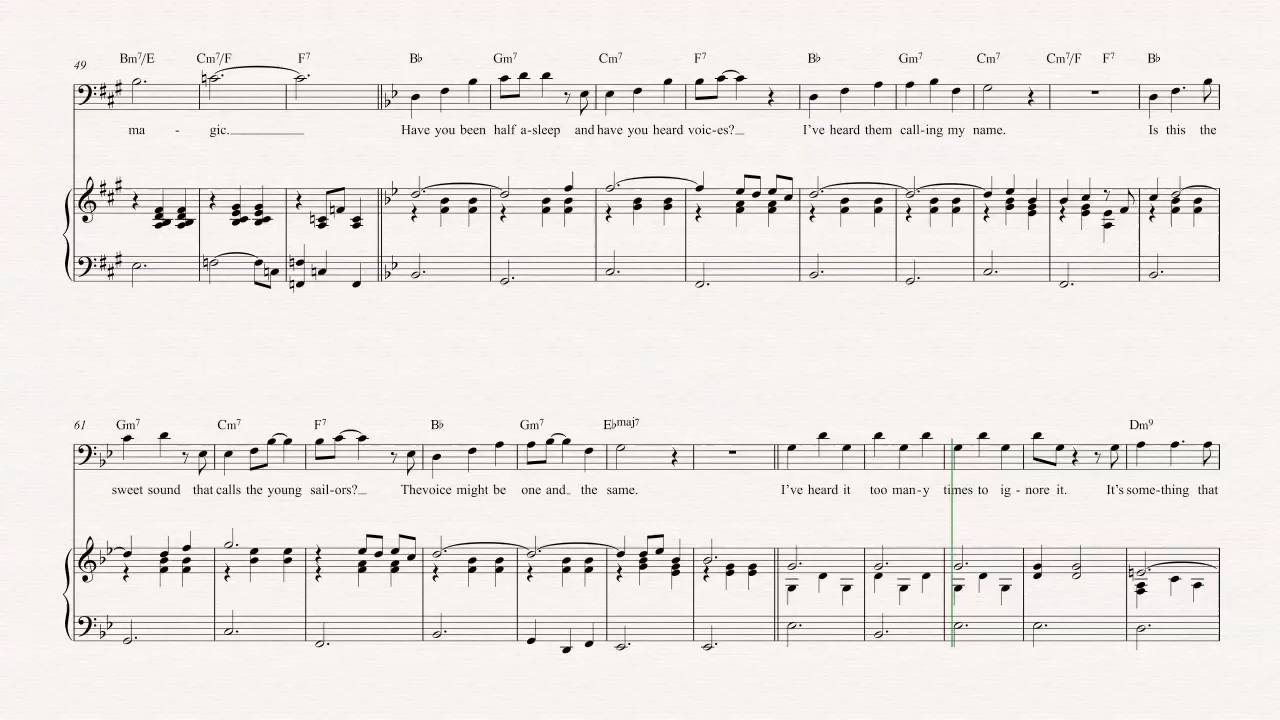 49 Bm7/E Cm7/F F7 B♭ Gm7 Cm7 F7 B♭ Gm7 Cm7 Cm7/F F7 B♭
ma - gic. Have you been half a-sleep and have you heard voic-es? I've heard them call-ing my name. Is this the
61 Gm7 Cm7 F7 B♭ Gm7 E♭maj7 Dm9
sweet sound that calls the young sail-ors? The voice might be one and the same. I've heard it too man-y times to ig - nore it. It's some-thing that